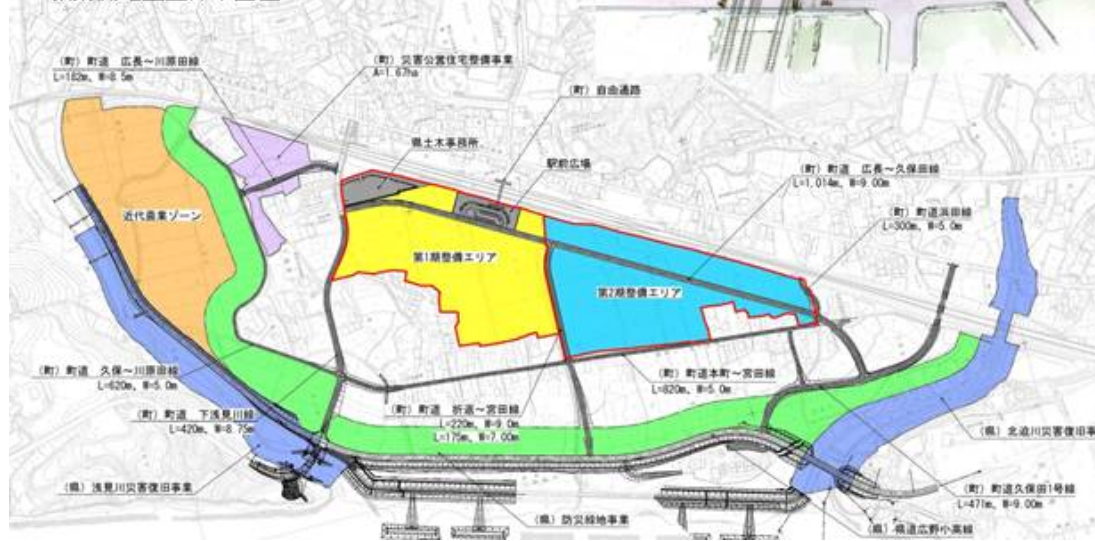 (町) 町道 広長～川原田線
L=182m、W=8.5m
(町) 災害公営住宅整備事業
A=1.67ha
(町) 自由通路
県土木事務所
駅前広場
(町) 町道 広長～久保田線
L=1,014m、W=9.00m
(町) 町道浜田線
L=300m、W=5.0m
近代産業ゾーン
第1期整備エリア
第2期整備エリア
(町) 町道 久保～川原田線
L=620m、W=5.0m
(町) 町道本町～宮田線
L=820m、W=5.0m
(町) 町道 下浅見川線
L=420m、W=8.75m
(町) 町道 折返～宮田線
L=220m、W=9.0m
L=175m、W=7.00m
(県) 北迫川災害復旧事
(県) 浅見川災害復旧事業
(町) 町道久保田1号線
L=471m、W=9.00m
(県) 防災緑地事業
(県) 県道広野小高線